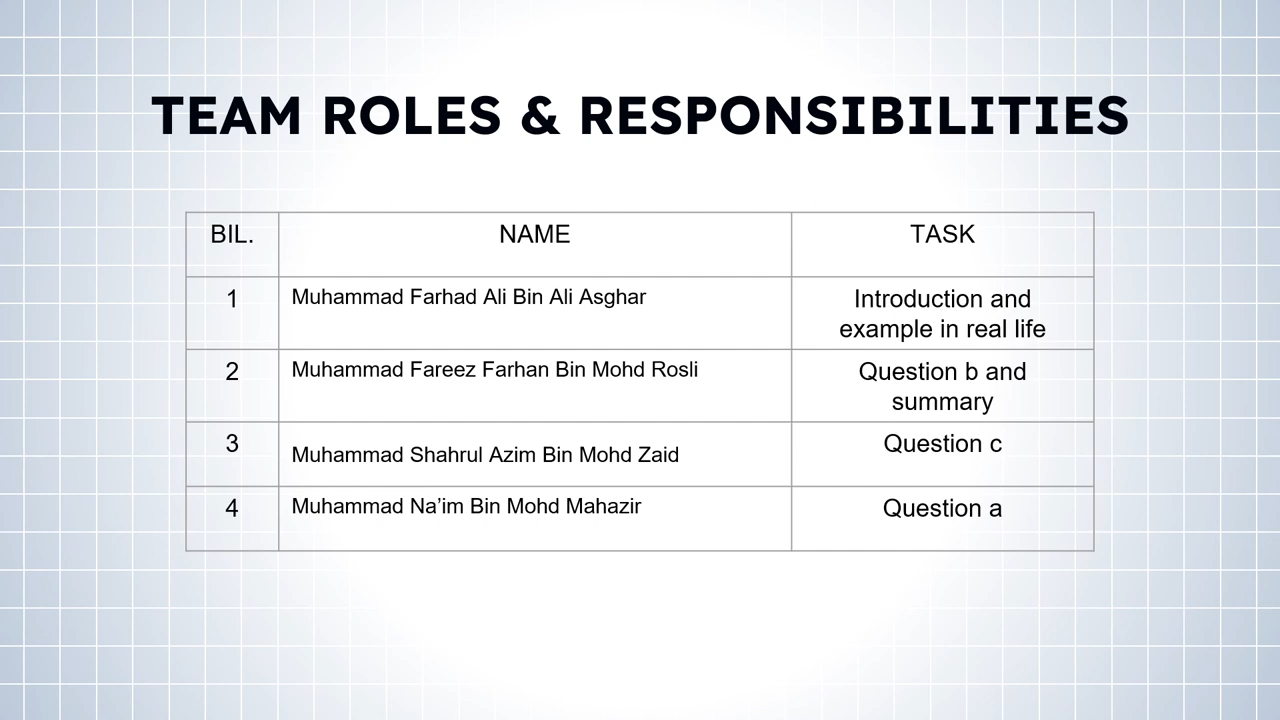 TEAM ROLES & RESPONSIBILITIES
BIL. NAME TASK
1 Muhammad Farhad Ali Bin Ali Asghar Introduction and
example in real life
2 Muhammad Fareez Farhan Bin Mohd Rosli Question b and
summary
3 Muhammad Shahrul Azim Bin Mohd Zaid Question c
4 Muhammad Na’im Bin Mohd Mahazir Question a